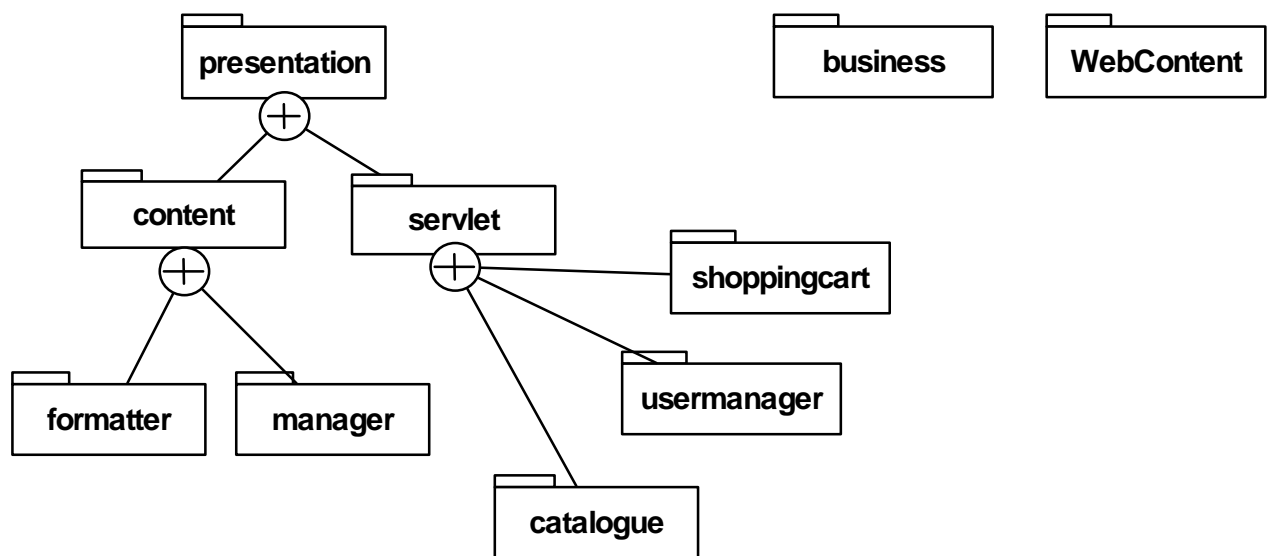 presentation
business
WebContent
content
servlet
shoppingcart
usermanager
formatter
manager
catalogue